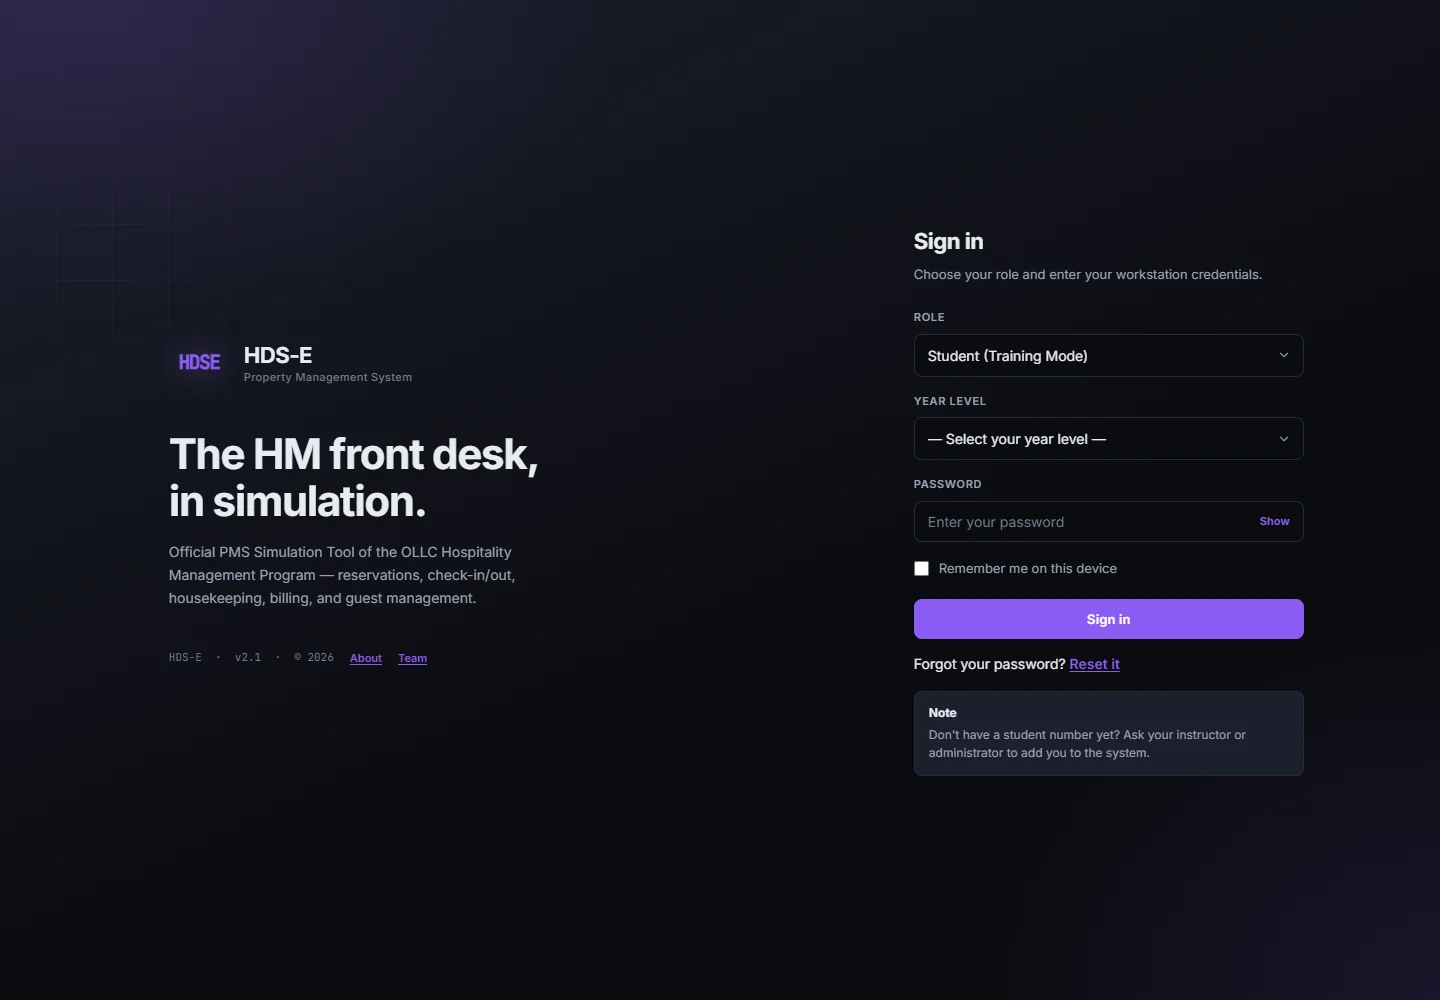 HDSE
HDS-E
Property Management System
The HM front desk,
in simulation.
Official PMS Simulation Tool of the OLLC Hospitality
Management Program — reservations, check-in/out,
housekeeping, billing, and guest management.
HDS-E · v2.1 · © 2026 About Team
Sign in
Choose your role and enter your workstation credentials.
ROLE
Student (Training Mode)
YEAR LEVEL
— Select your year level —
PASSWORD
Enter your password Show
Remember me on this device
Sign in
Forgot your password? Reset it
Note
Don't have a student number yet? Ask your instructor or
administrator to add you to the system.